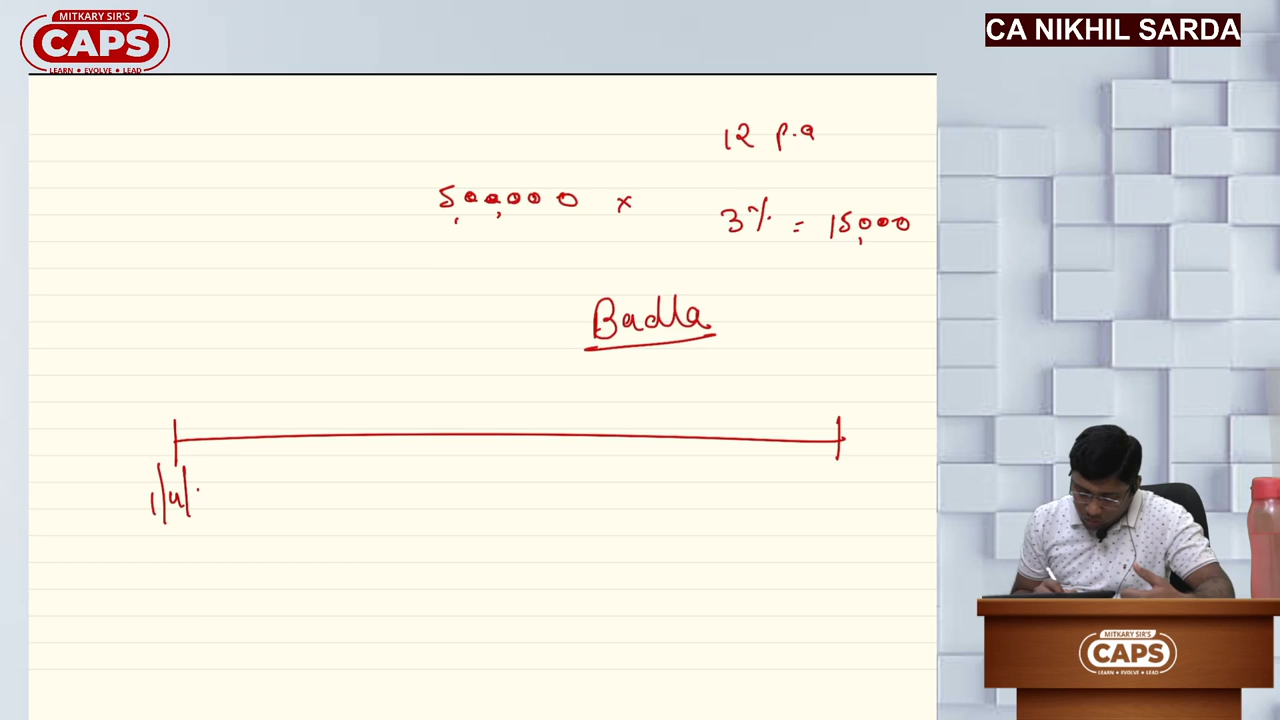 MITKARY SIR'S
CAPS
LEARN • EVOLVE • LEAD
CA NIKHIL SARDA
12 p.a
5,00,000 x
3% = 15,000
Badla
1/4/.
MITKARY SIR'S
CAPS
LEARN • EVOLVE • LEAD